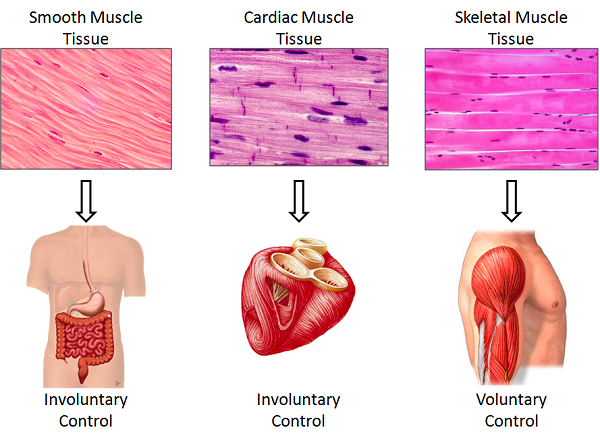 Smooth Muscle
Tissue
Cardiac Muscle
Tissue
Skeletal Muscle
Tissue
Involuntary
Control
Involuntary
Control
Voluntary
Control